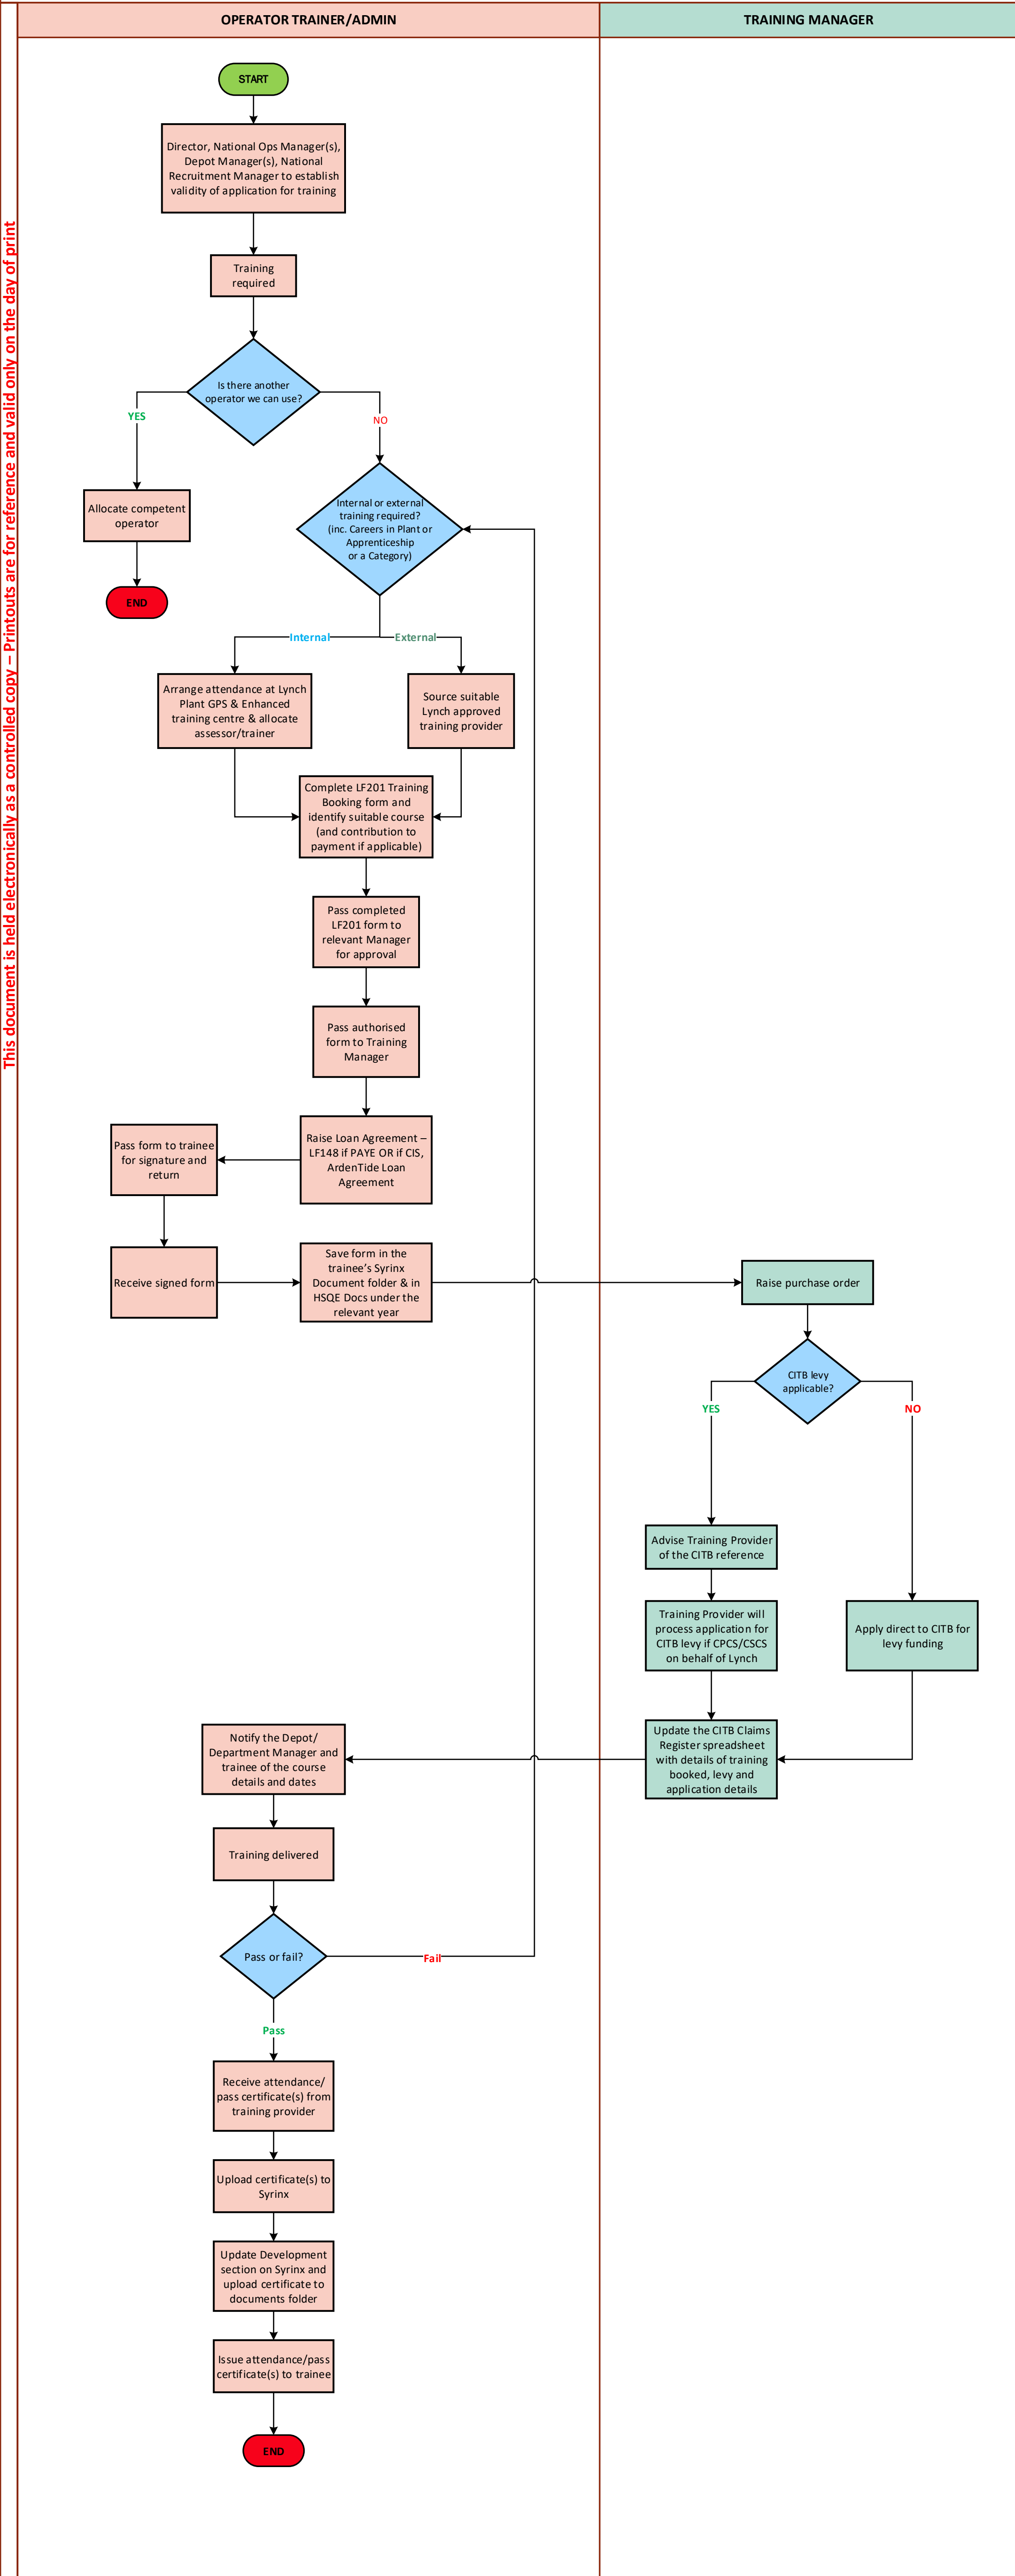 OPERATOR TRAINER/ADMIN
TRAINING MANAGER
This document is held electronically as a controlled copy – Printouts are for reference and valid only on the day of print
START
Director, National Ops Manager(s),
Depot Manager(s), National
Recruitment Manager to establish
validity of application for training
Training
required
Is there another
operator we can use?
YES
NO
Allocate competent
operator
END
Internal or external
training required?
(inc. Careers in Plant or
Apprenticeship
or a Category)
Internal
External
Arrange attendance at Lynch
Plant GPS & Enhanced
training centre & allocate
assessor/trainer
Source suitable
Lynch approved
training provider
Complete LF201 Training
Booking form and
identify suitable course
(and contribution to
payment if applicable)
Pass completed
LF201 form to
relevant Manager
for approval
Pass authorised
form to Training
Manager
Raise Loan Agreement –
LF148 if PAYE OR if CIS,
ArdenTide Loan
Agreement
Pass form to trainee
for signature and
return
Receive signed form
Save form in the
trainee's Syrinx
Document folder & in
HSQE Docs under the
relevant year
Raise purchase order
CITB levy
applicable?
YES
NO
Advise Training Provider
of the CITB reference
Training Provider will
process application for
CITB levy if CPCS/CSCS
on behalf of Lynch
Apply direct to CITB for
levy funding
Update the CITB Claims
Register spreadsheet
with details of training
booked, levy and
application details
Notify the Depot/
Department Manager and
trainee of the course
details and dates
Training delivered
Pass or fail?
Fail
Pass
Receive attendance/
pass certificate(s) from
training provider
Upload certificate(s) to
Syrinx
Update Development
section on Syrinx and
upload certificate to
documents folder
Issue attendance/pass
certificate(s) to trainee
END